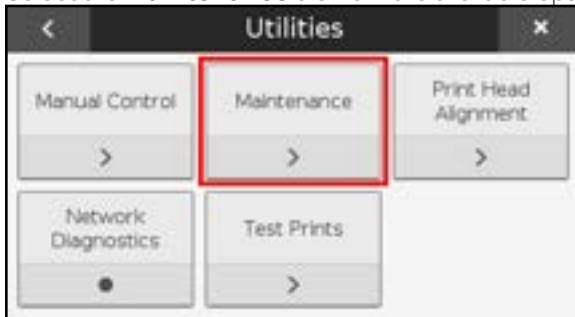 Utilities
Manual Control
Maintenance
Print Head
Alignment
Network
Diagnostics
Test Prints